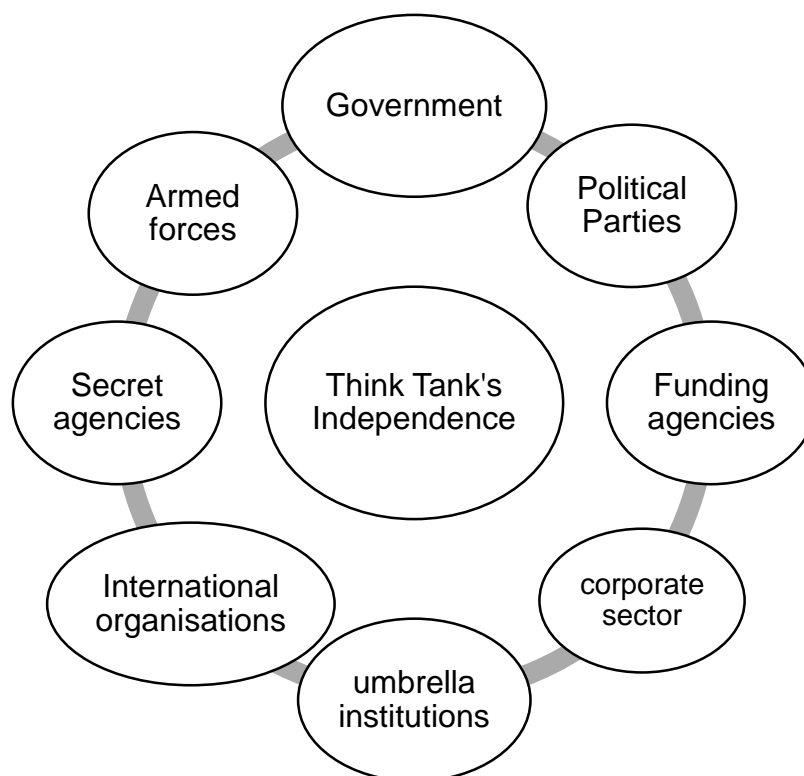 Government
Armed
forces
Political
Parties
Secret
agencies
Think Tank's
Independence
Funding
agencies
International
organisations
corporate
sector
umbrella
institutions